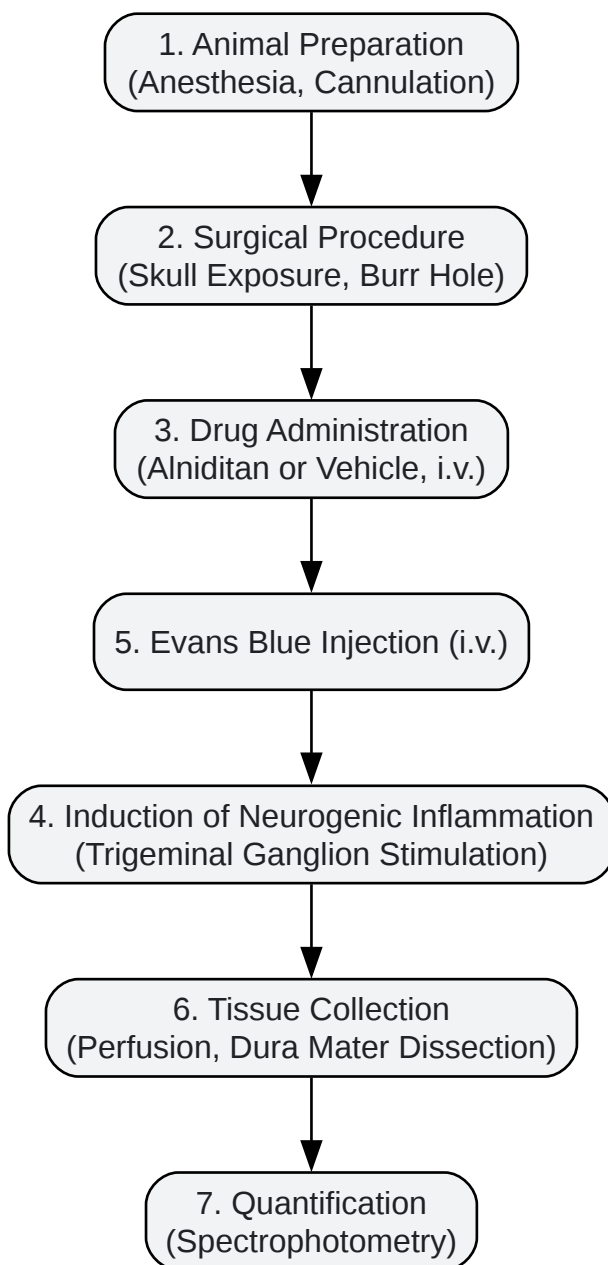 1. Animal Preparation
(Anesthesia, Cannulation)
2. Surgical Procedure
(Skull Exposure, Burr Hole)
3. Drug Administration
(Alniditan or Vehicle, i.v.)
5. Evans Blue Injection (i.v.)
4. Induction of Neurogenic Inflammation
(Trigeminal Ganglion Stimulation)
6. Tissue Collection
(Perfusion, Dura Mater Dissection)
7. Quantification
(Spectrophotometry)